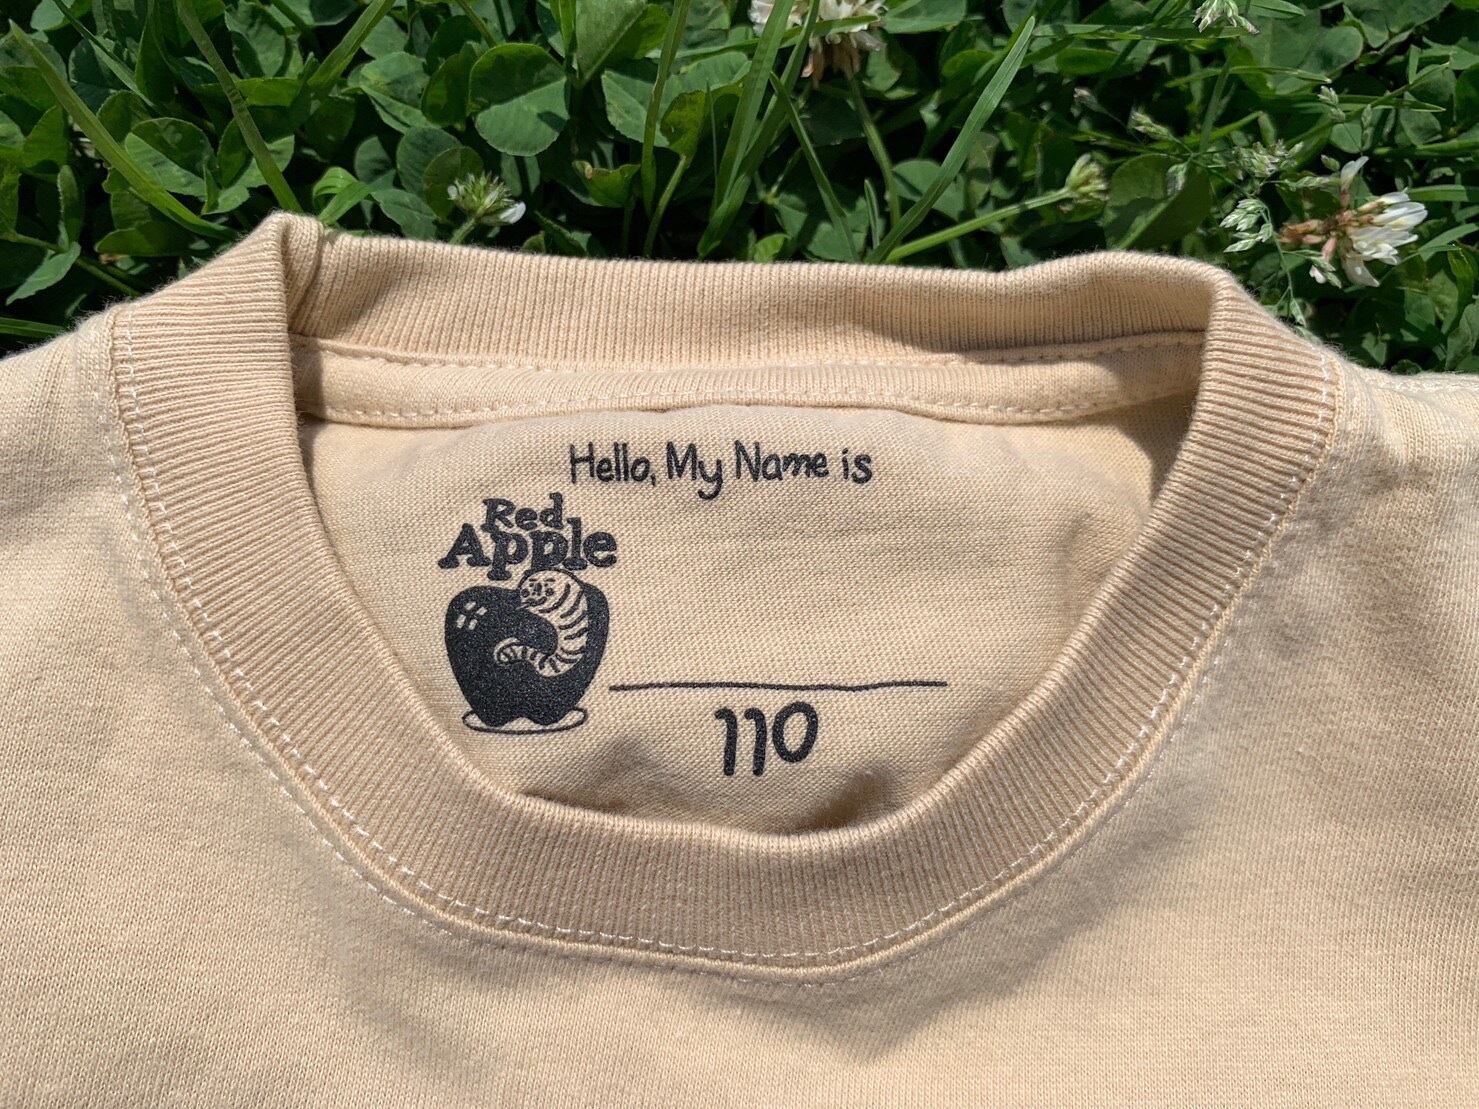 Hello, My Name is
Red
Apple
110